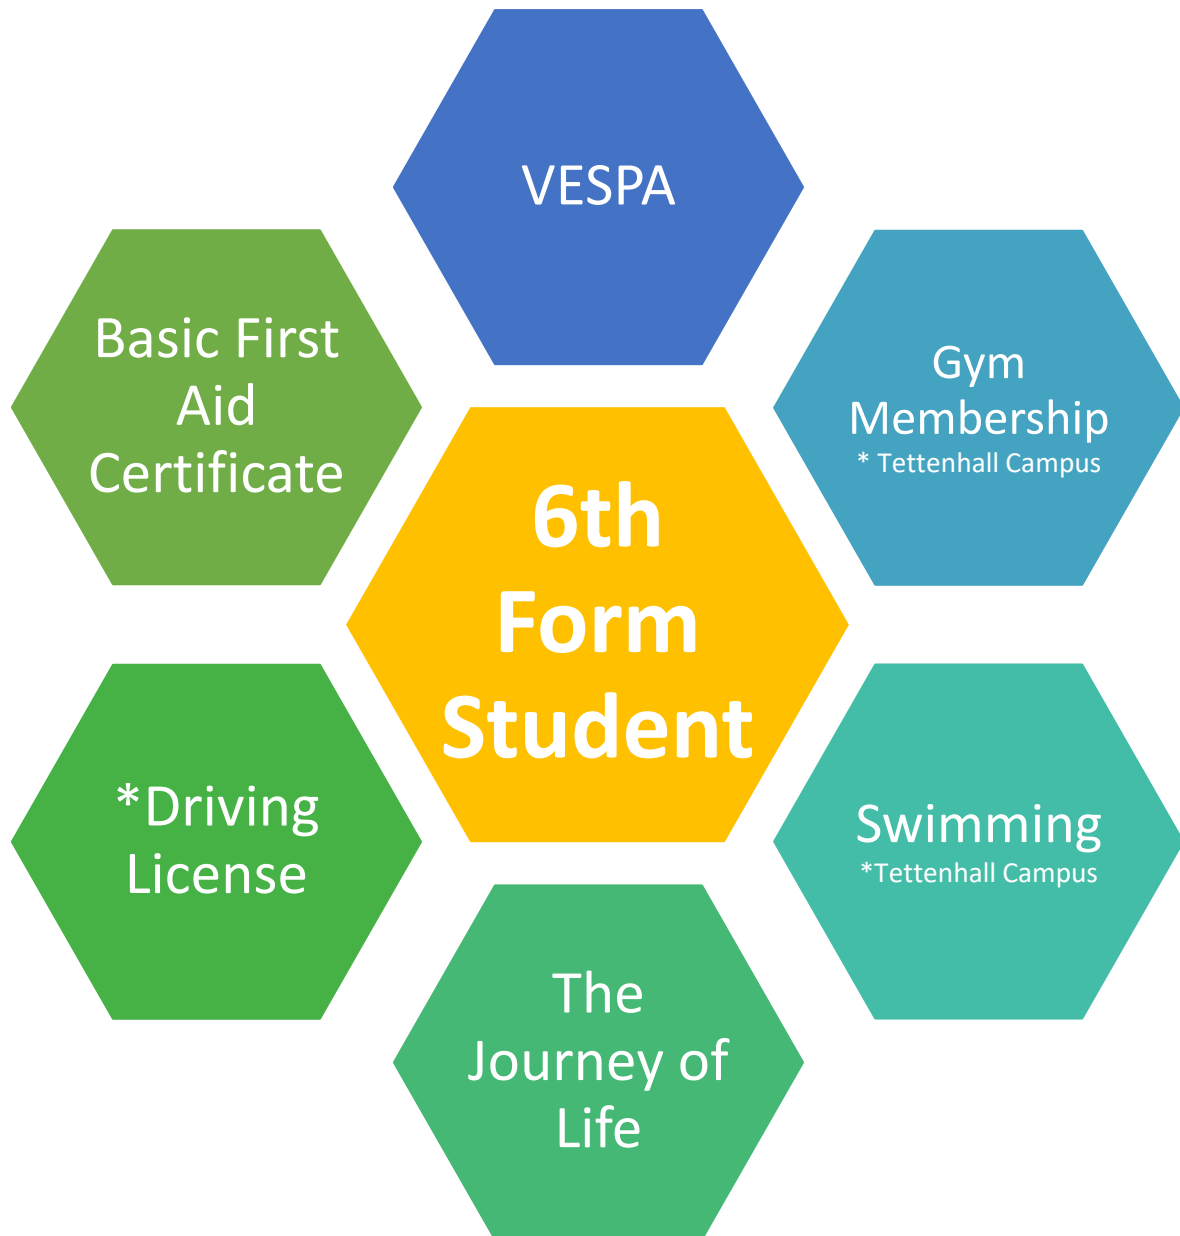 VESPA
Basic First
Aid
Certificate
Gym
Membership
* Tettenhall Campus
6th
Form
Student
*Driving
License
Swimming
*Tettenhall Campus
The
Journey of
Life